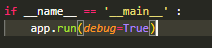 if __name__ == '__main__' :
    app.run(debug=True)